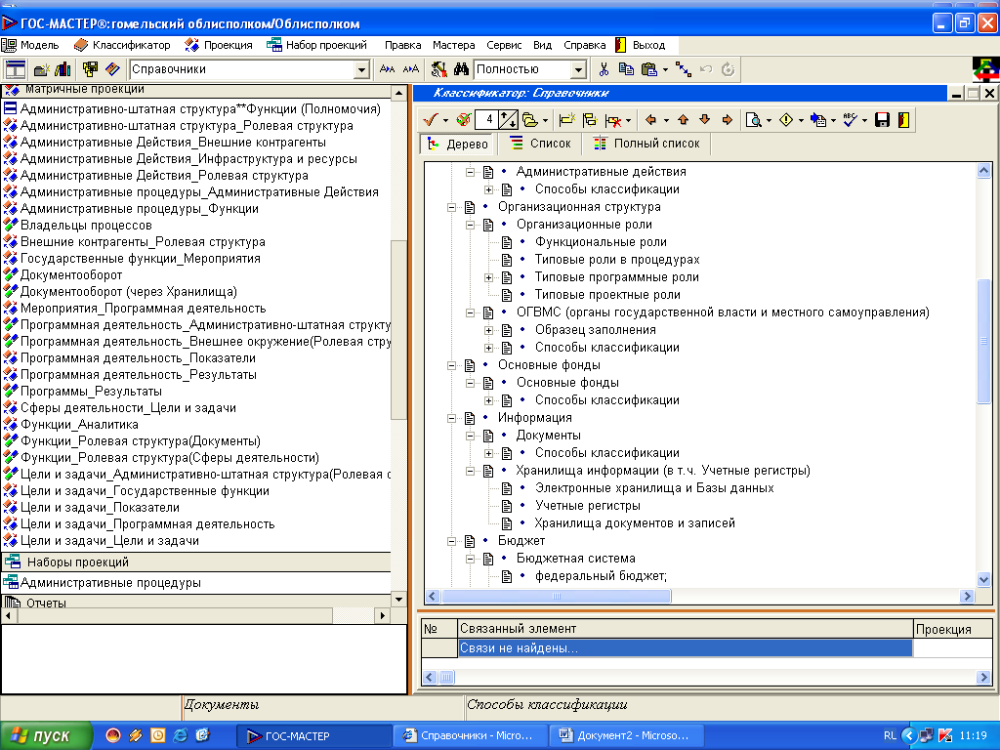 ГОС-МАСТЕР®:гомельский облисполком/Облисполком
Модель Классификатор Проекция Набор проекций Правка Мастера Сервис Вид Справка Выход
Справочники
Полностью
Матричные проекции
Административно-штатная структура**Функции (Полномочия)
Административно-штатная структура_Ролевая структура
Административные Действия_Внешние контрагенты
Административные Действия_Инфраструктура и ресурсы
Административные Действия_Ролевая структура
Административные процедуры_Административные Действия
Административные процедуры_Функции
Владельцы процессов
Внешние контрагенты_Ролевая структура
Государственные функции_Мероприятия
Документооборот
Документооборот (через Хранилища)
Мероприятия_Программная деятельность
Программная деятельность_Административно-штатная структу
Программная деятельность_Внешнее окружение(Ролевая стру
Программная деятельность_Показатели
Программная деятельность_Результаты
Программы_Результаты
Сферы деятельности_Цели и задачи
Функции_Аналитика
Функции_Ролевая структура(Документы)
Функции_Ролевая структура(Сферы деятельности)
Цели и задачи_Административно-штатная структура(Ролевая с
Цели и задачи_Государственные функции
Цели и задачи_Показатели
Цели и задачи_Программная деятельность
Цели и задачи_Цели и задачи
Наборы проекций
Административные процедуры
Отчеты
Классификатор: Справочники
4
ABC
Дерево Список Полный список
Административные действия
Способы классификации
Организационная структура
Организационные роли
Функциональные роли
Типовые роли в процедурах
Типовые программные роли
Типовые проектные роли
ОГВМС (органы государственной власти и местного самоуправления)
Образец заполнения
Способы классификации
Основные фонды
Основные фонды
Способы классификации
Информация
Документы
Способы классификации
Хранилища информации (в т.ч. Учетные регистры)
Электронные хранилища и Базы данных
Учетные регистры
Хранилища документов и записей
Бюджет
Бюджетная система
федеральный бюджет;
№ Связанный элемент Проекция
Связи не найдены...
Документы Способы классификации
пуск ГОС-МАСТЕР Справочники - Micro... Документ2 - Microso... RL 11:19